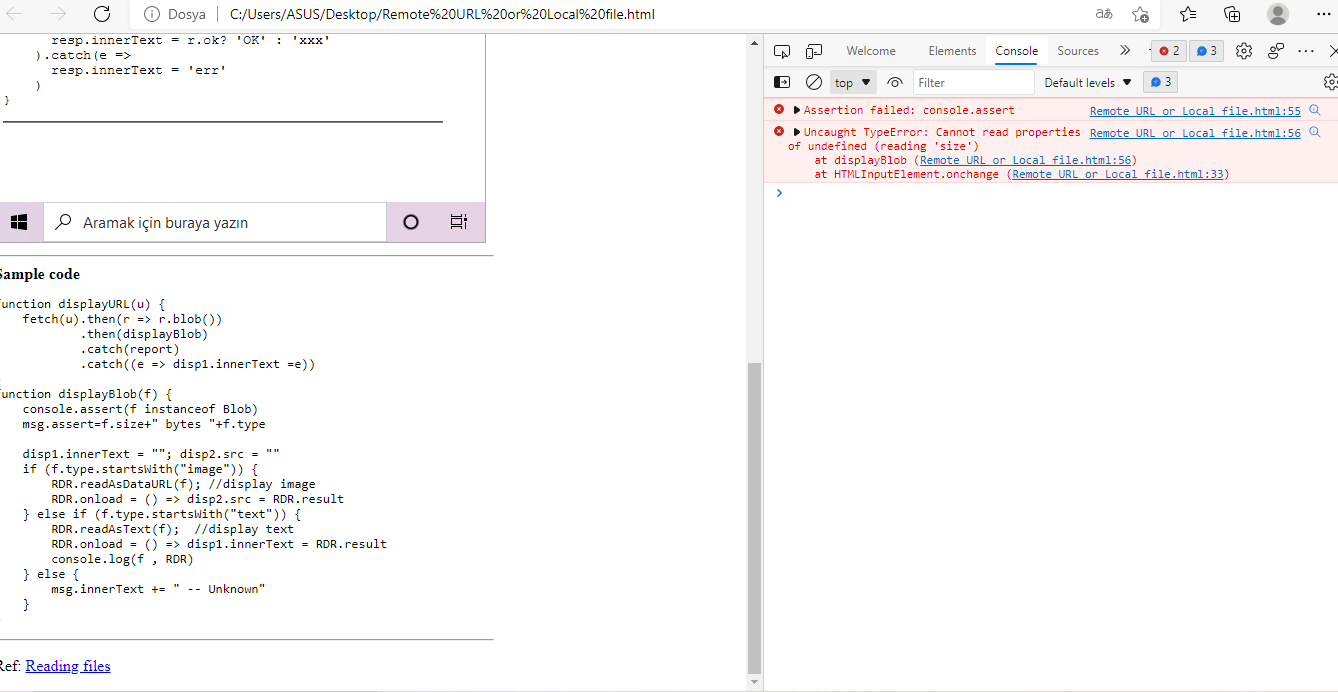 Dosya
C:/Users/ASUS/Desktop/Remote%20URL%20or%20Local%20file.html
aあ
resp.innerText = r.ok? 'OK' : 'xxx'
).catch(e =>
resp.innerText = 'err'
)
}
Aramak için buraya yazın
Sample code
function displayURL(u) {
fetch(u).then(r => r.blob())
.then(displayBlob)
.catch(report)
.catch((e => disp1.innerText =e))
function displayBlob(f) {
console.assert(f instanceof Blob)
msg.assert=f.size+" bytes "+f.type
disp1.innerText = ""; disp2.src = ""
if (f.type.startsWith("image")) {
RDR.readAsDataURL(f); //display image
RDR.onload = () => disp2.src = RDR.result
} else if (f.type.startsWith("text")) {
RDR.readAsText(f);  //display text
RDR.onload = () => disp1.innerText = RDR.result
console.log(f , RDR)
} else {
msg.innerText += " -- Unknown"
}
Ref: Reading files
Welcome Elements Console Sources 2 3
top Filter Default levels 3
Assertion failed: console.assert Remote URL or Local file.html:55
Uncaught TypeError: Cannot read properties Remote URL or Local file.html:56
of undefined (reading 'size')
at displayBlob (Remote URL or Local file.html:56)
at HTMLInputElement.onchange (Remote URL or Local file.html:33)